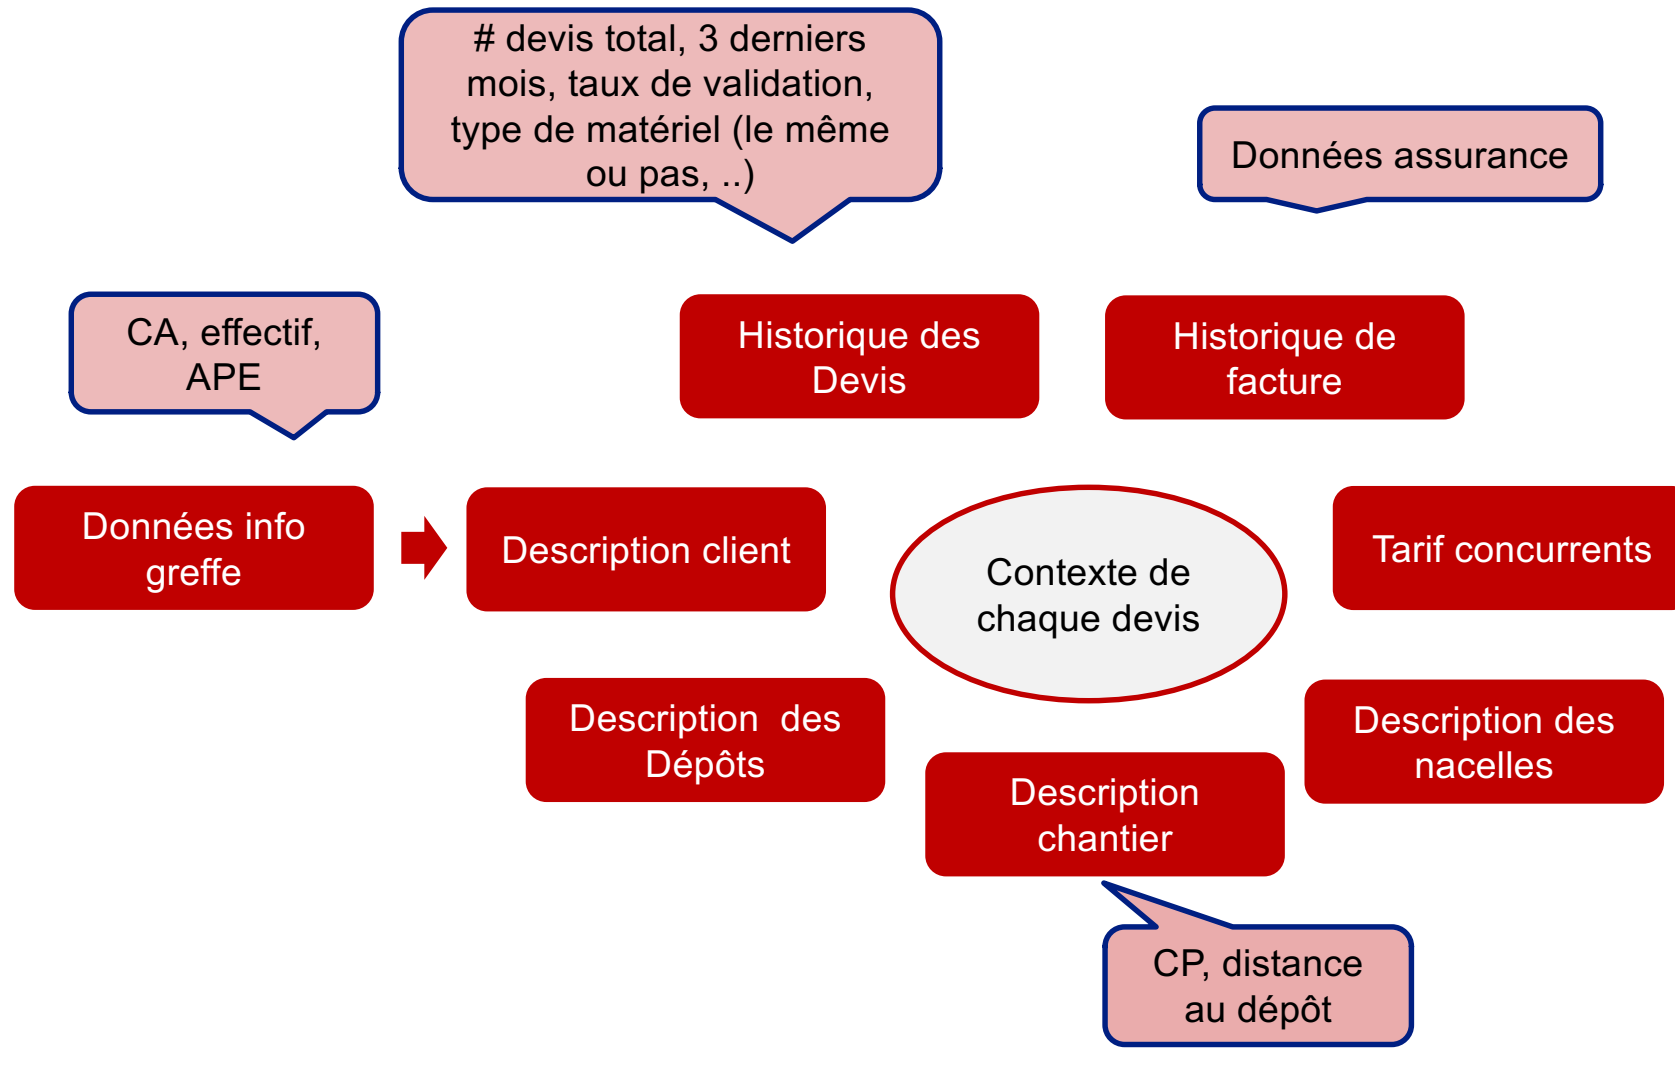 # devis total, 3 derniers
mois, taux de validation,
type de matériel (le même
ou pas, ..)
Données assurance
CA, effectif,
APE
Historique des
Devis
Historique de
facture
Données info
greffe
Description client
Contexte de
chaque devis
Tarif concurrents
Description  des
Dépôts
Description des
nacelles
Description
chantier
CP, distance
au dépôt